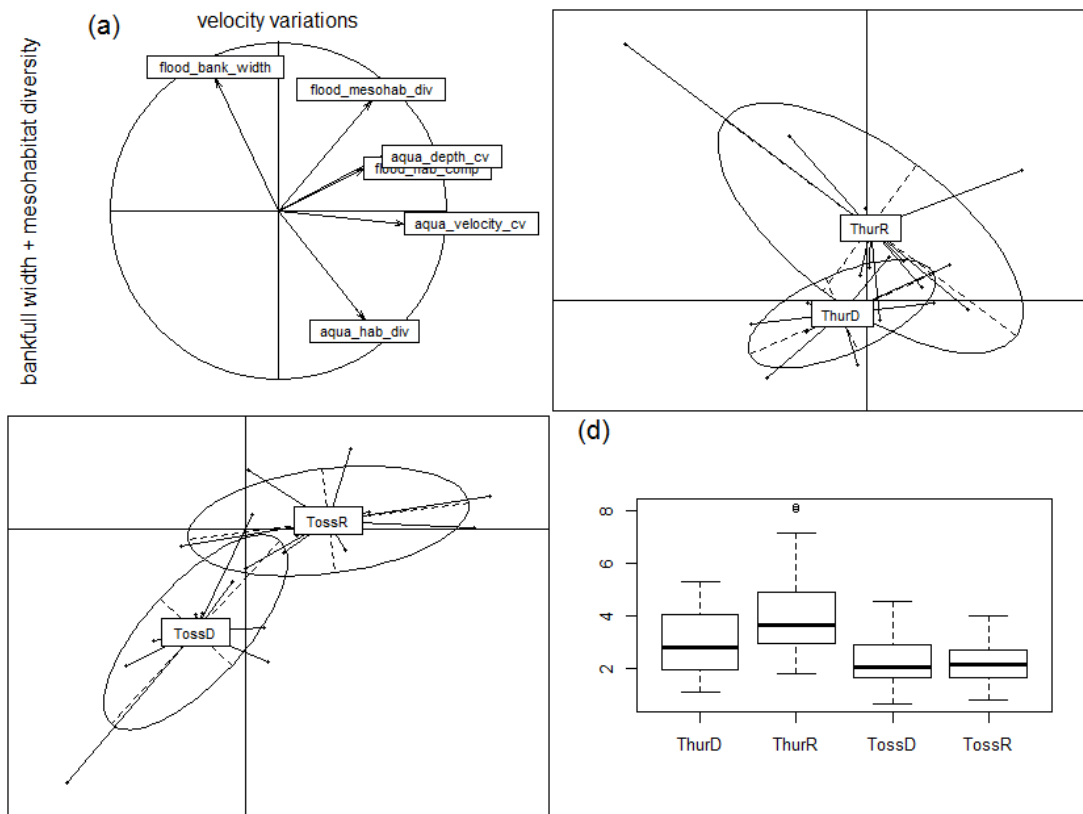 (a)
velocity variations
bankfull width + mesohabitat diversity
flood_bank_width
flood_mesohab_div
aqua_depth_cv
flood_hab_comp
aqua_velocity_cv
aqua_hab_div
ThurR
ThurD
TossR
TossD
(d)
8
6
4
2
ThurD
ThurR
TossD
TossR